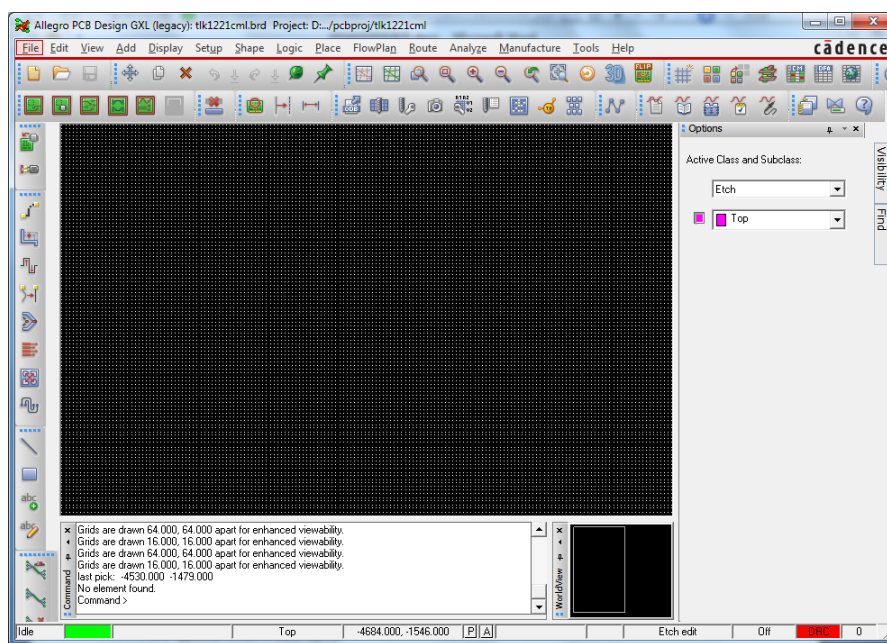 Allegro PCB Design GXL (legacy): tlk1221cml.brd Project: D:.../pcbproj/tlk1221cml
File Edit View Add Display Setup Shape Logic Place FlowPlan Route Analyze Manufacture Tools Help
cādence
3D
Options
Active Class and Subclass:
Etch
Top
Visibility
Find
abc
abc
Command
Grids are drawn 64.000, 64.000 apart for enhanced viewability.
Grids are drawn 16.000, 16.000 apart for enhanced viewability.
Grids are drawn 64.000, 64.000 apart for enhanced viewability.
Grids are drawn 16.000, 16.000 apart for enhanced viewability.
last pick: -4530.000 -1479.000
No element found.
Command >
WorldView
Idle Top -4684.000, -1546.000 P A Etch edit Off DRC 0